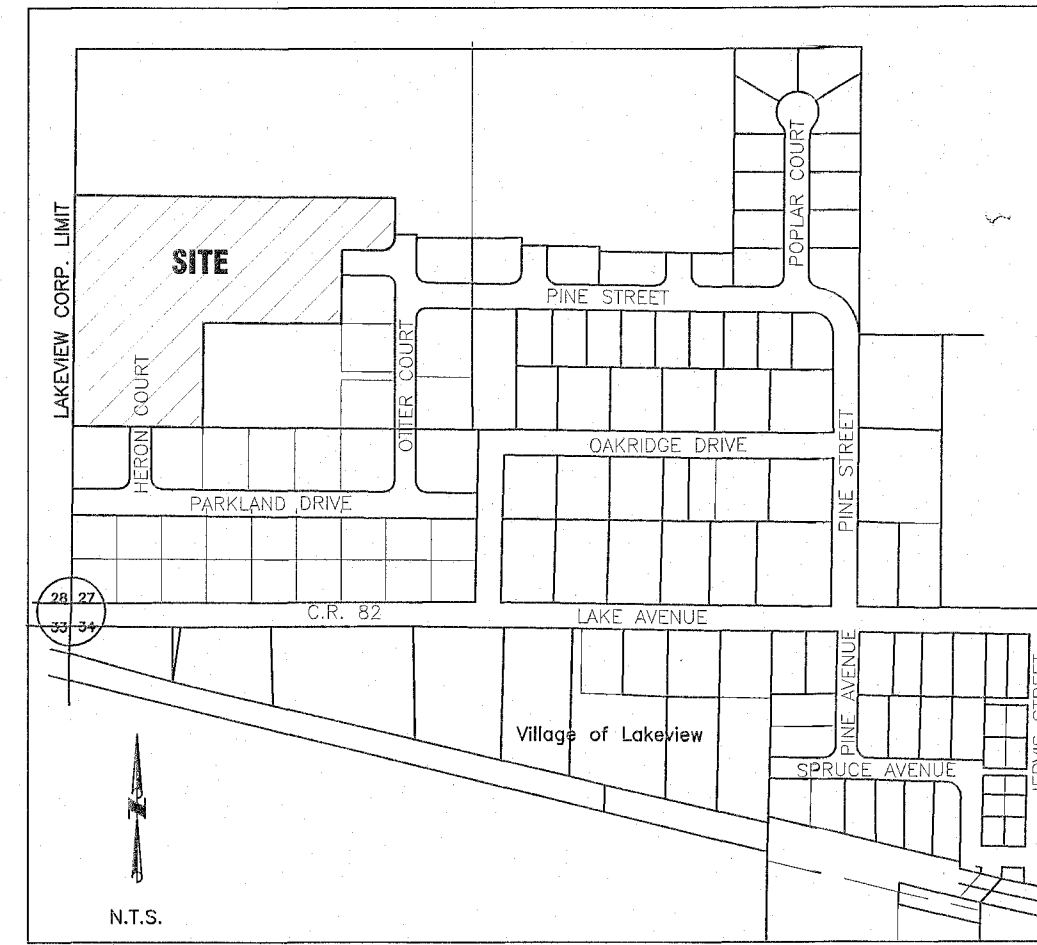 POPLAR COURT
LAKEVIEW CORP. LIMIT
SITE
PINE STREET
OTTER COURT
HERON COURT
PINE STREET
OAKRIDGE DRIVE
PARKLAND DRIVE
28 27
33 34
C.R. 82
LAKE AVENUE
PINE AVENUE
Village of Lakeview
SPRUCE AVENUE
N
N.T.S.